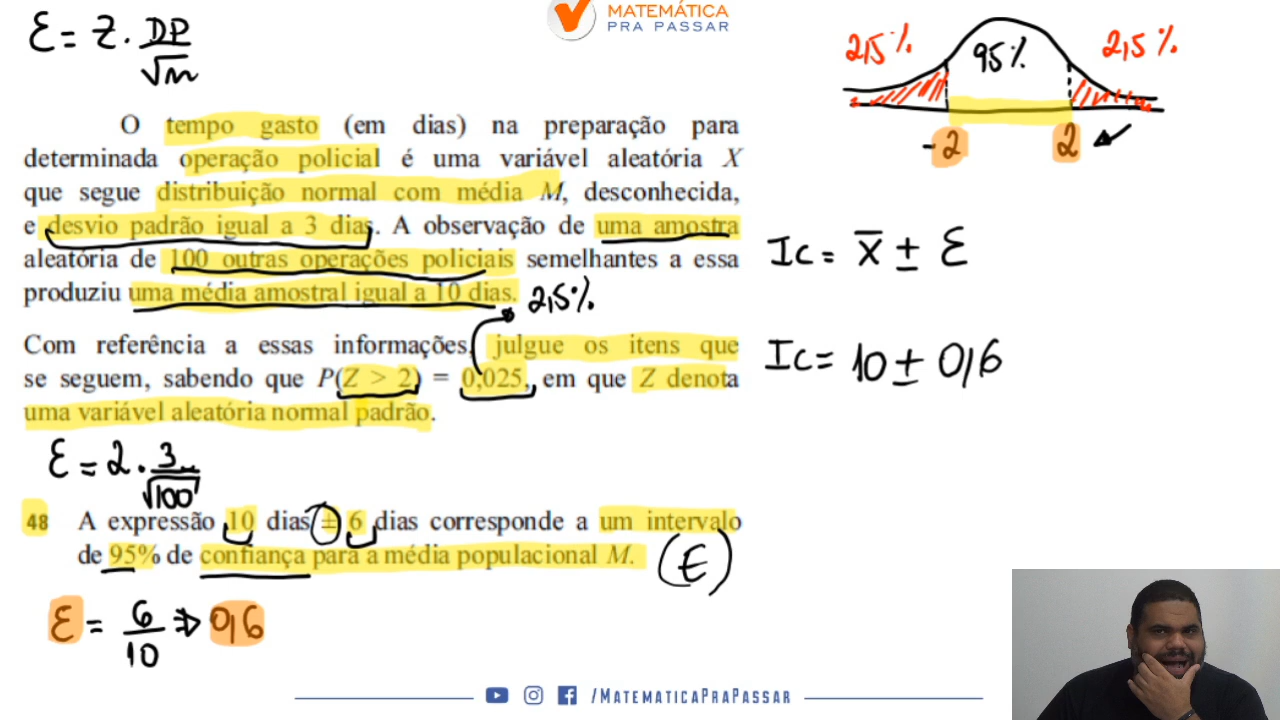 ε = Z · DP/√n
MATEMÁTICA
PRA PASSAR
2,5%
95%
2,5%
-2
2
O tempo gasto (em dias) na preparação para
determinada operação policial é uma variável aleatória X
que segue distribuição normal com média M, desconhecida,
e desvio padrão igual a 3 dias. A observação de uma amostra
aleatória de 100 outras operações policiais semelhantes a essa
produziu uma média amostral igual a 10 dias.
2,5%
Ic = x̄ ± ε
Com referência a essas informações, julgue os itens que
se seguem, sabendo que P(Z > 2) = 0,025, em que Z denota
uma variável aleatória normal padrão.
Ic = 10 ± 0,6
ε = 2 · 3/√100
48 A expressão 10 dias ± 6 dias corresponde a um intervalo
de 95% de confiança para a média populacional M.
(E)
ε = 6/10 ⇒ 0,6
/MATEMATICAPRAPASSAR